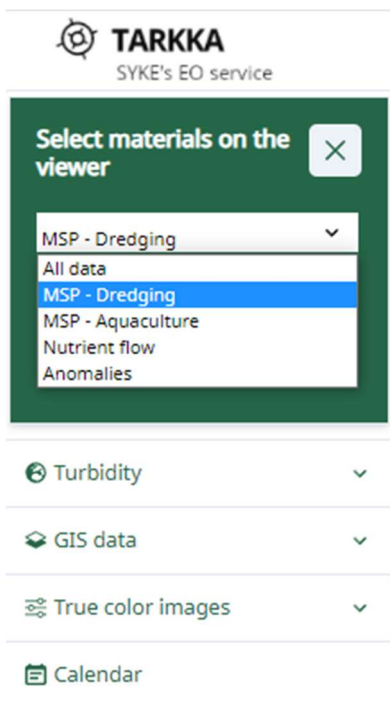 TARKKA
SYKE's EO service
Select materials on the
viewer
MSP - Dredging
All data
MSP - Dredging
MSP - Aquaculture
Nutrient flow
Anomalies
Turbidity
GIS data
True color images
Calendar